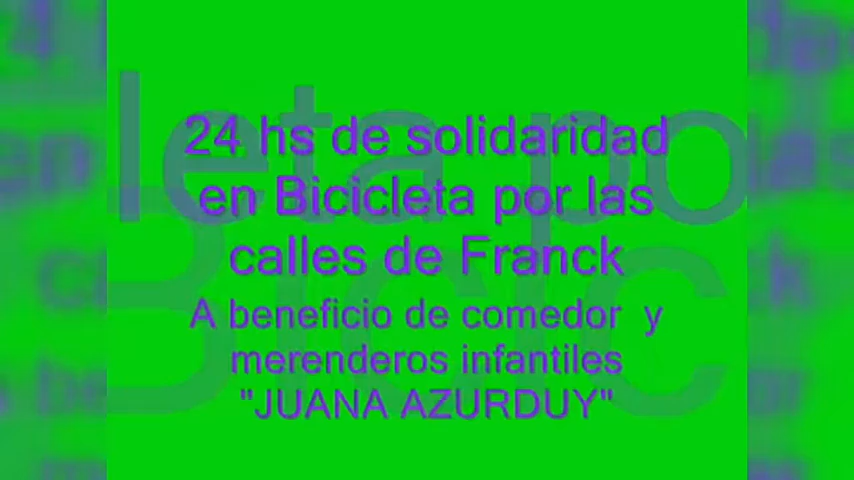 24 hs de solidaridad
en Bicicleta por las
calles de Franck
A beneficio de comedor y
merenderos infantiles
"JUANA AZURDUY"